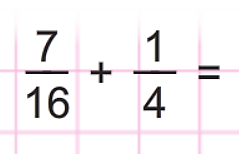 7/16 + 1/4 =